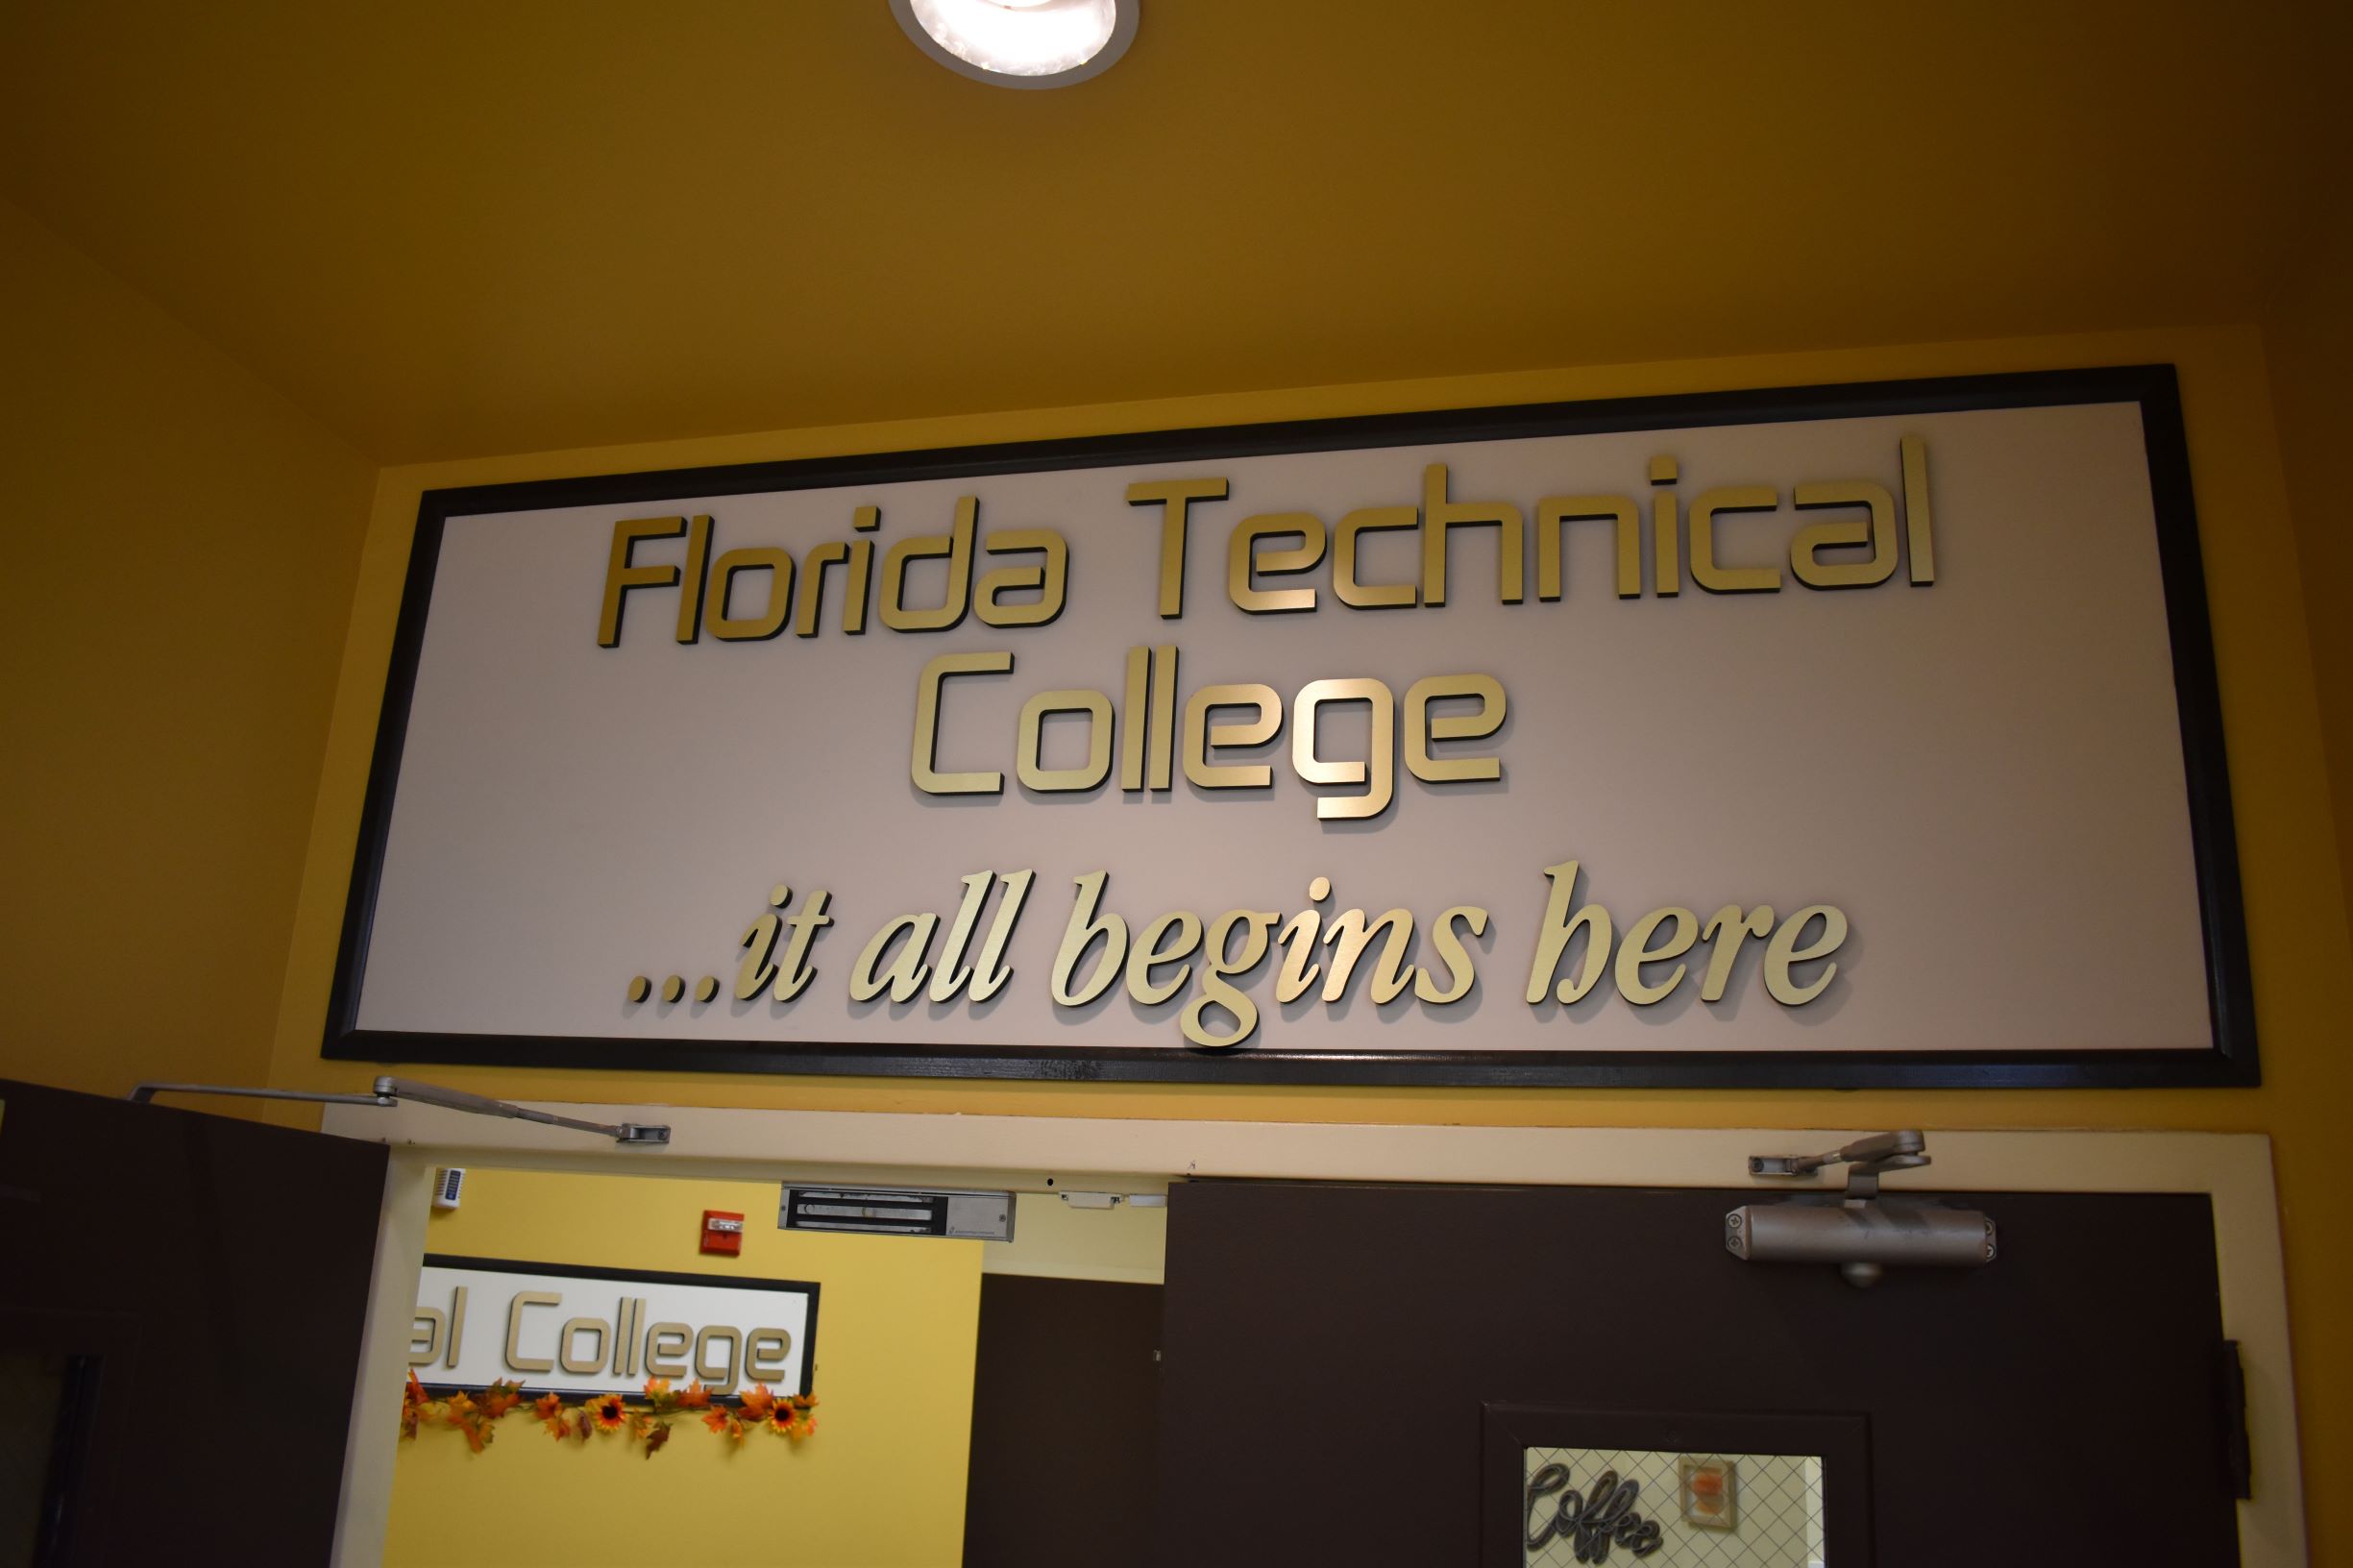 Florida Technical
College
...it all begins here
al College
Coffee